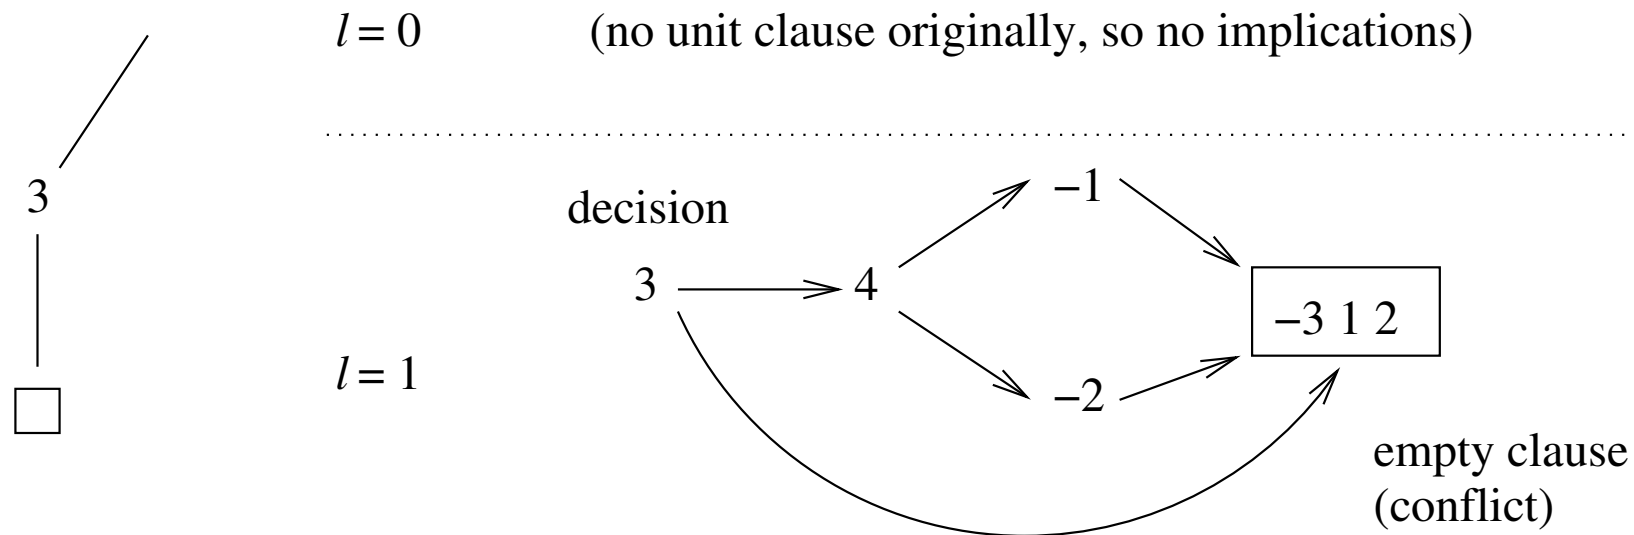 l = 0 (no unit clause originally, so no implications)
3
decision
3 4 −1
−3 1 2
l = 1
−2
empty clause
(conflict)